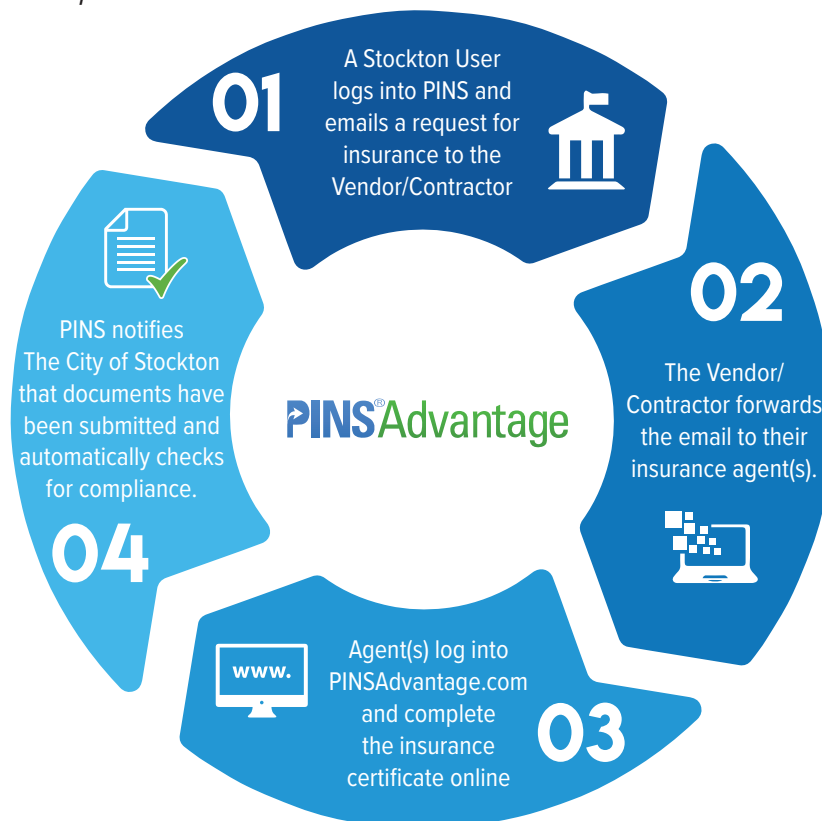 01
A Stockton User
logs into PINS and
emails a request for
insurance to the
Vendor/Contractor
02
The Vendor/
Contractor forwards
the email to their
insurance agent(s).
www.
Agent(s) log into
PINSAdvantage.com
and complete
the insurance
certificate online
03
PINS notifies
The City of Stockton
that documents have
been submitted and
automatically checks
for compliance.
04
PINS®Advantage